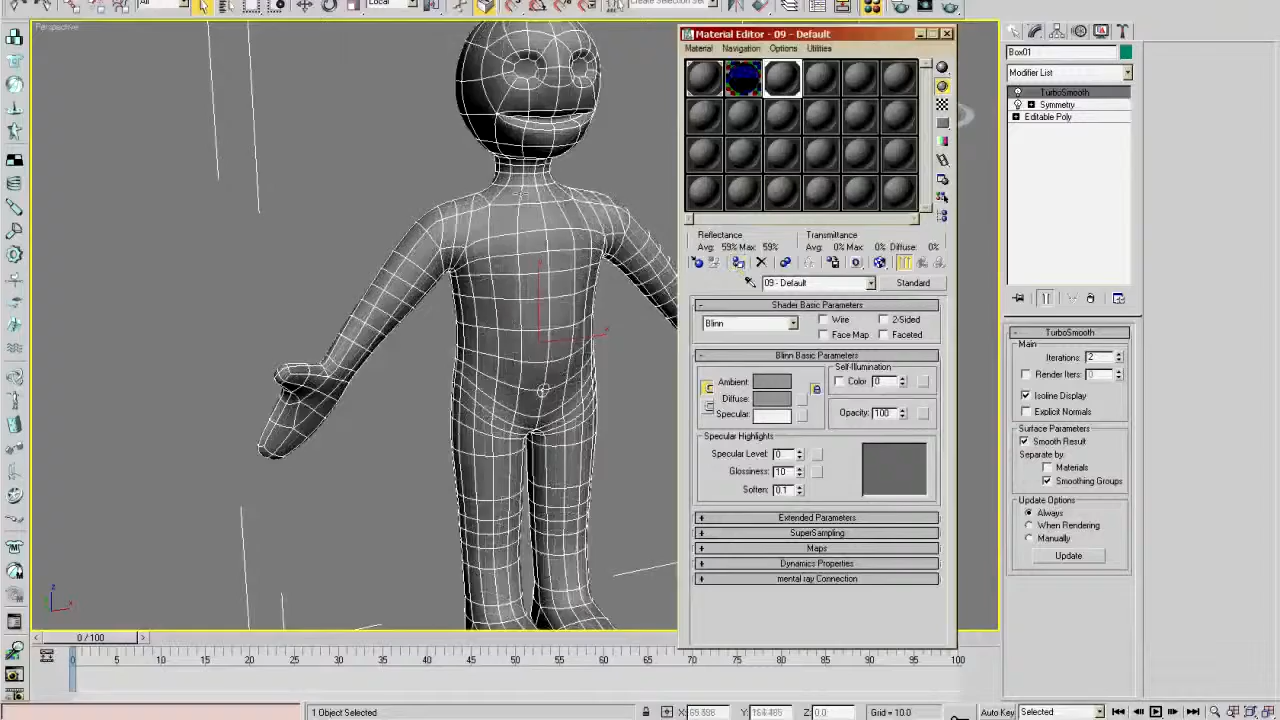 All
Local
Create Selection Set
Perspective
Material Editor - 09 - Default
Material Navigation Options Utilities
Reflectance
Avg: 59% Max: 59%
Transmittance
Avg: 0% Max: 0% Diffuse: 0%
09 - Default
Standard
- Shader Basic Parameters
Blinn
Wire
2-Sided
Face Map
Faceted
- Blinn Basic Parameters
Ambient:
Diffuse:
Specular:
Self-Illumination
Color 0
Opacity: 100
Specular Highlights
Specular Level: 0
Glossiness: 10
Soften: 0.1
+ Extended Parameters
+ SuperSampling
+ Maps
+ Dynamics Properties
+ mental ray Connection
Box01
Modifier List
TurboSmooth
Symmetry
Editable Poly
- TurboSmooth
Main
Iterations: 2
Render Iters: 0
Isoline Display
Explicit Normals
Surface Parameters
Smooth Result
Separate by:
Materials
Smoothing Groups
Update Options
Always
When Rendering
Manually
Update
z
x
0 / 100
0 5 10 15 20 25 30 35 40 45 50 55 60 65 70 75 80 85 90 95 100
1 Object Selected
X:
Y:
Z: 0.0
Grid = 10.0
Auto Key
Selected